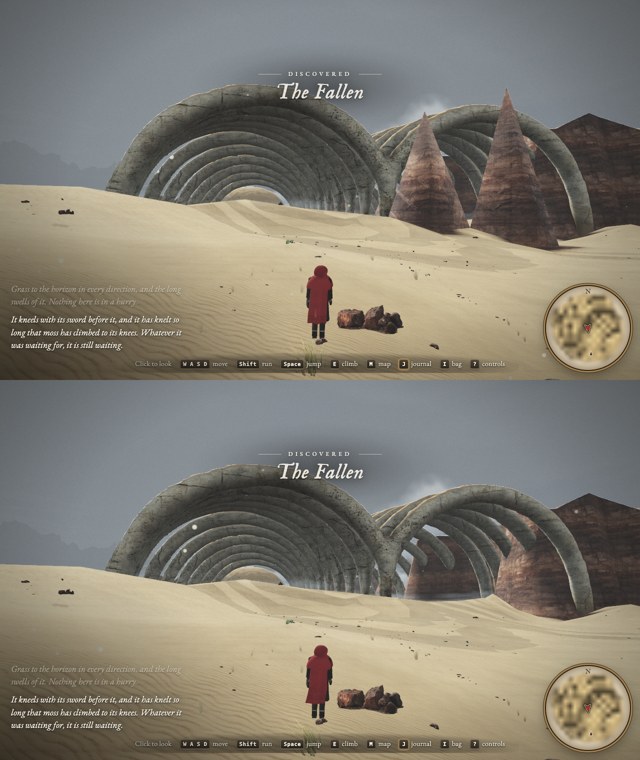 DISCOVERED
The Fallen
Grass to the horizon in every direction, and the long
swells of it. Nothing here is in a hurry.
It kneels with its sword before it, and it has knelt so
long that moss has climbed to its knees. Whatever it
was waiting for, it is still waiting.
N
Click to look W A S D move Shift run Space jump E climb M map J journal I bag ? controls
DISCOVERED
The Fallen
Grass to the horizon in every direction, and the long
swells of it. Nothing here is in a hurry.
It kneels with its sword before it, and it has knelt so
long that moss has climbed to its knees. Whatever it
was waiting for, it is still waiting.
N
Click to look W A S D move Shift run Space jump E climb M map J journal I bag ? controls